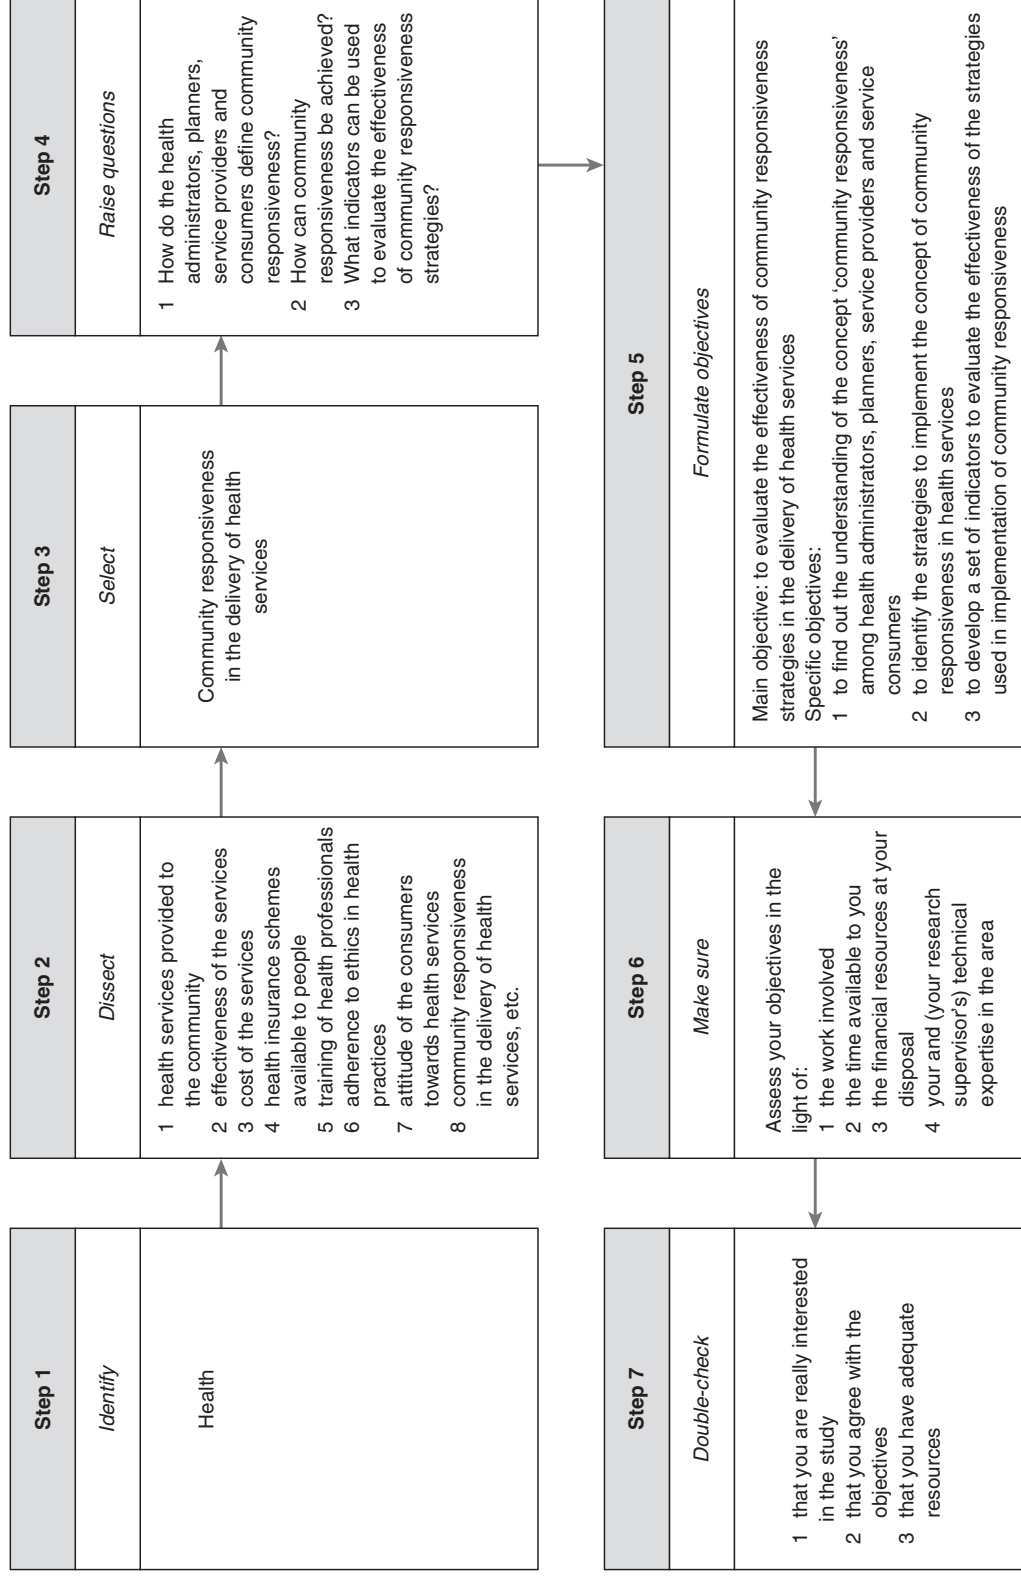 Step 1
Identify
Health
Step 2
Dissect
1 health services provided to
the community
2 effectiveness of the services
3 cost of the services
4 health insurance schemes
available to people
5 training of health professionals
6 adherence to ethics in health
practices
7 attitude of the consumers
towards health services
8 community responsiveness
in the delivery of health
services, etc.
Step 3
Select
Community responsiveness
in the delivery of health
services
Step 4
Raise questions
1 How do the health
administrators, planners,
service providers and
consumers define community
responsiveness?
2 How can community
responsiveness be achieved?
3 What indicators can be used
to evaluate the effectiveness
of community responsiveness
strategies?
Step 5
Formulate objectives
Main objective: to evaluate the effectiveness of community responsiveness
strategies in the delivery of health services
Specific objectives:
1 to find out the understanding of the concept ‘community responsiveness’
among health administrators, planners, service providers and service
consumers
2 to identify the strategies to implement the concept of community
responsiveness in health services
3 to develop a set of indicators to evaluate the effectiveness of the strategies
used in implementation of community responsiveness
Step 6
Make sure
Assess your objectives in the
light of:
1 the work involved
2 the time available to you
3 the financial resources at your
disposal
4 your and (your research
supervisor's) technical
expertise in the area
Step 7
Double-check
1 that you are really interested
in the study
2 that you agree with the
objectives
3 that you have adequate
resources